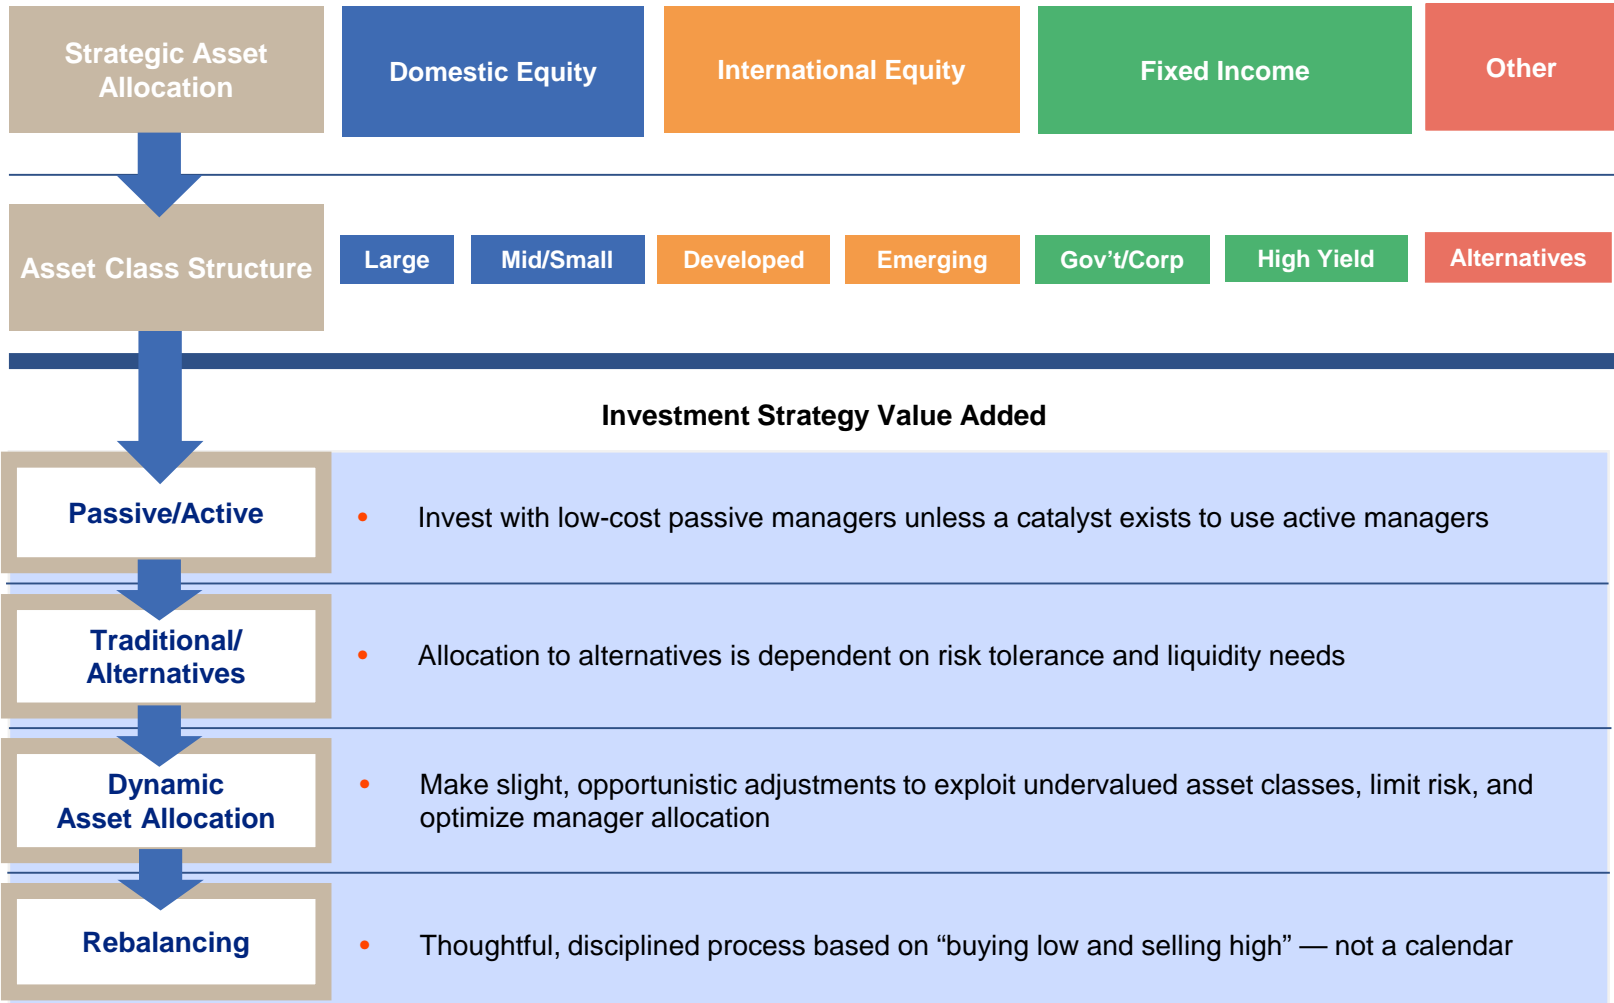 Strategic Asset
Allocation
Domestic Equity
International Equity
Fixed Income
Other
Asset Class Structure
Large
Mid/Small
Developed
Emerging
Gov’t/Corp
High Yield
Alternatives
Investment Strategy Value Added
Passive/Active
• Invest with low-cost passive managers unless a catalyst exists to use active managers
Traditional/
Alternatives
• Allocation to alternatives is dependent on risk tolerance and liquidity needs
Dynamic
Asset Allocation
• Make slight, opportunistic adjustments to exploit undervalued asset classes, limit risk, and
optimize manager allocation
Rebalancing
• Thoughtful, disciplined process based on “buying low and selling high” — not a calendar